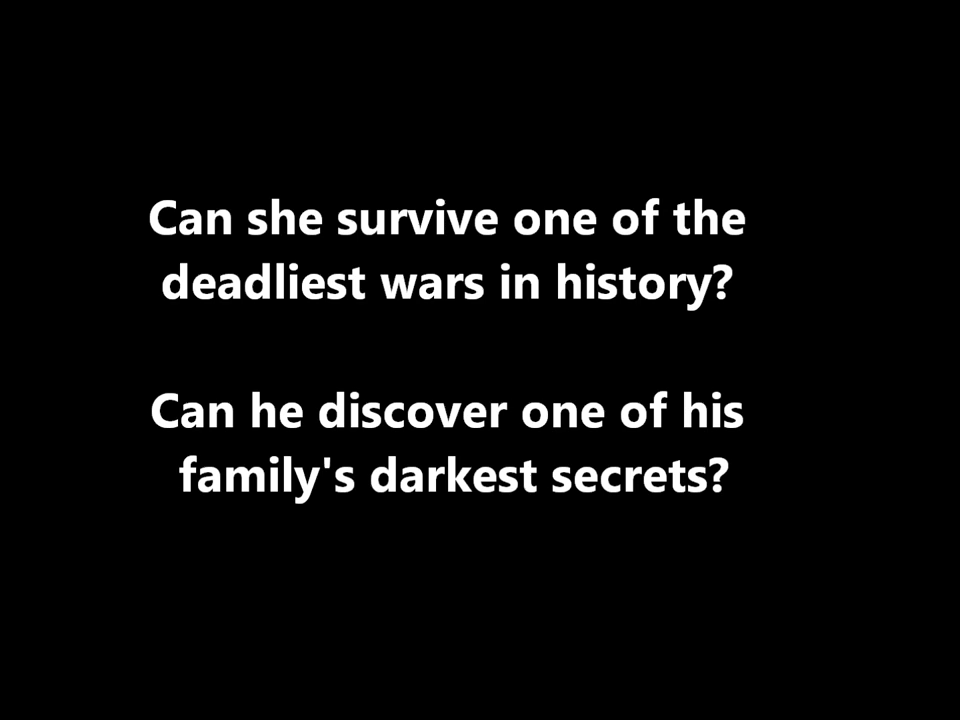 Can she survive one of the
deadliest wars in history?
Can he discover one of his
family's darkest secrets?